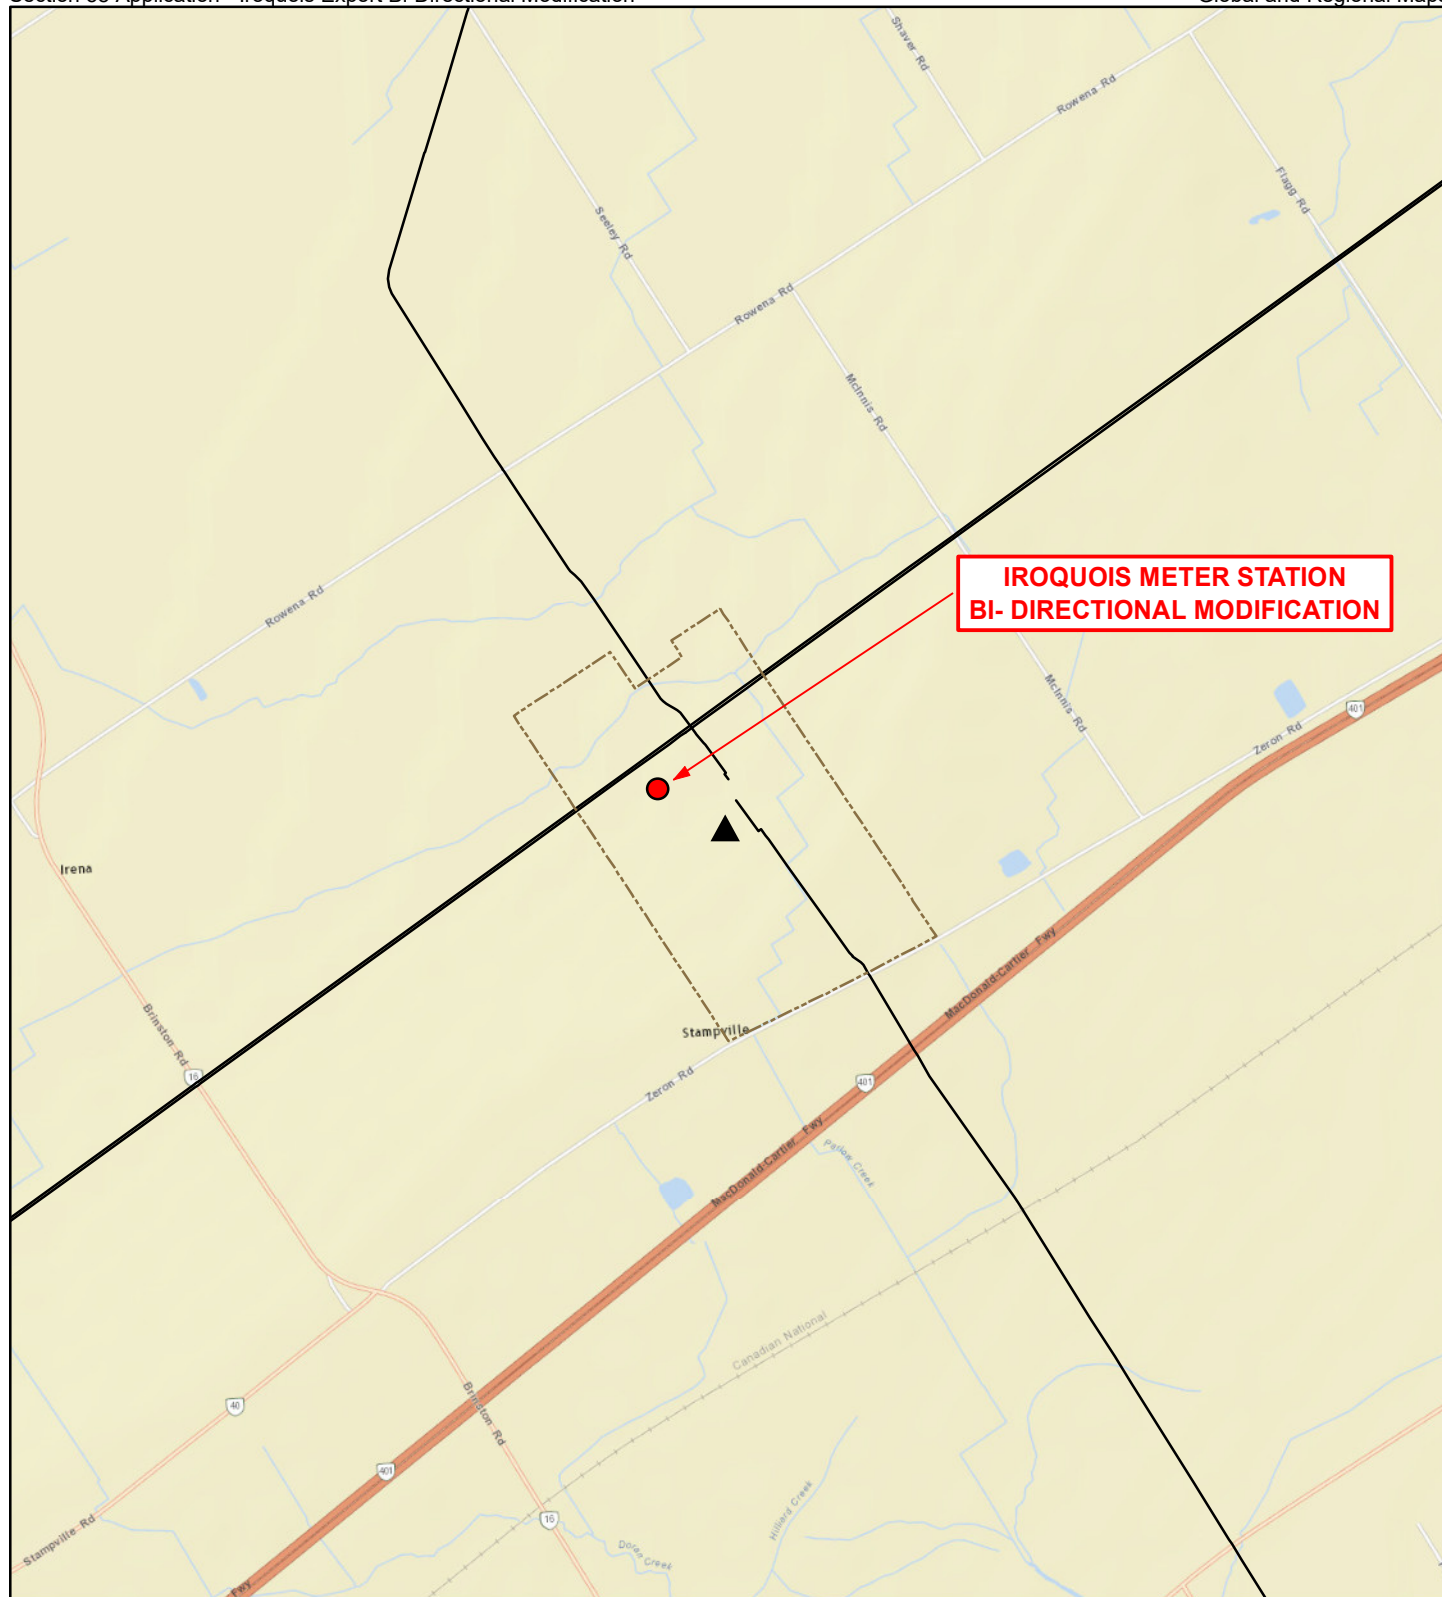 Shaver Rd
Rowena Rd
Flagg Rd
Seeley Rd
Rowena Rd
McInnis Rd
IROQUOIS METER STATION
BI- DIRECTIONAL MODIFICATION
Rowena Rd
McInnis Rd
401
Zeron Rd
Irena
MacDonald-Cartier Fwy
Brinston Rd
Stampville
16
Zeron Rd
401
MacDonald-Cartier Fwy
Parlow Creek
Canadian National
40
Brinston Rd
401
Hilliard Creek
16
Stampville Rd
Doran Creek
Fwy